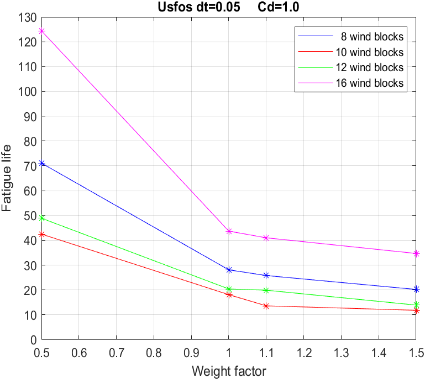 Usfos dt=0.05 Cd=1.0
130
120
110
100
90
80
70
60
50
40
30
20
10
0
Fatigue life
8 wind blocks
10 wind blocks
12 wind blocks
16 wind blocks
0.5 0.6 0.7 0.8 0.9 1 1.1 1.2 1.3 1.4 1.5
Weight factor